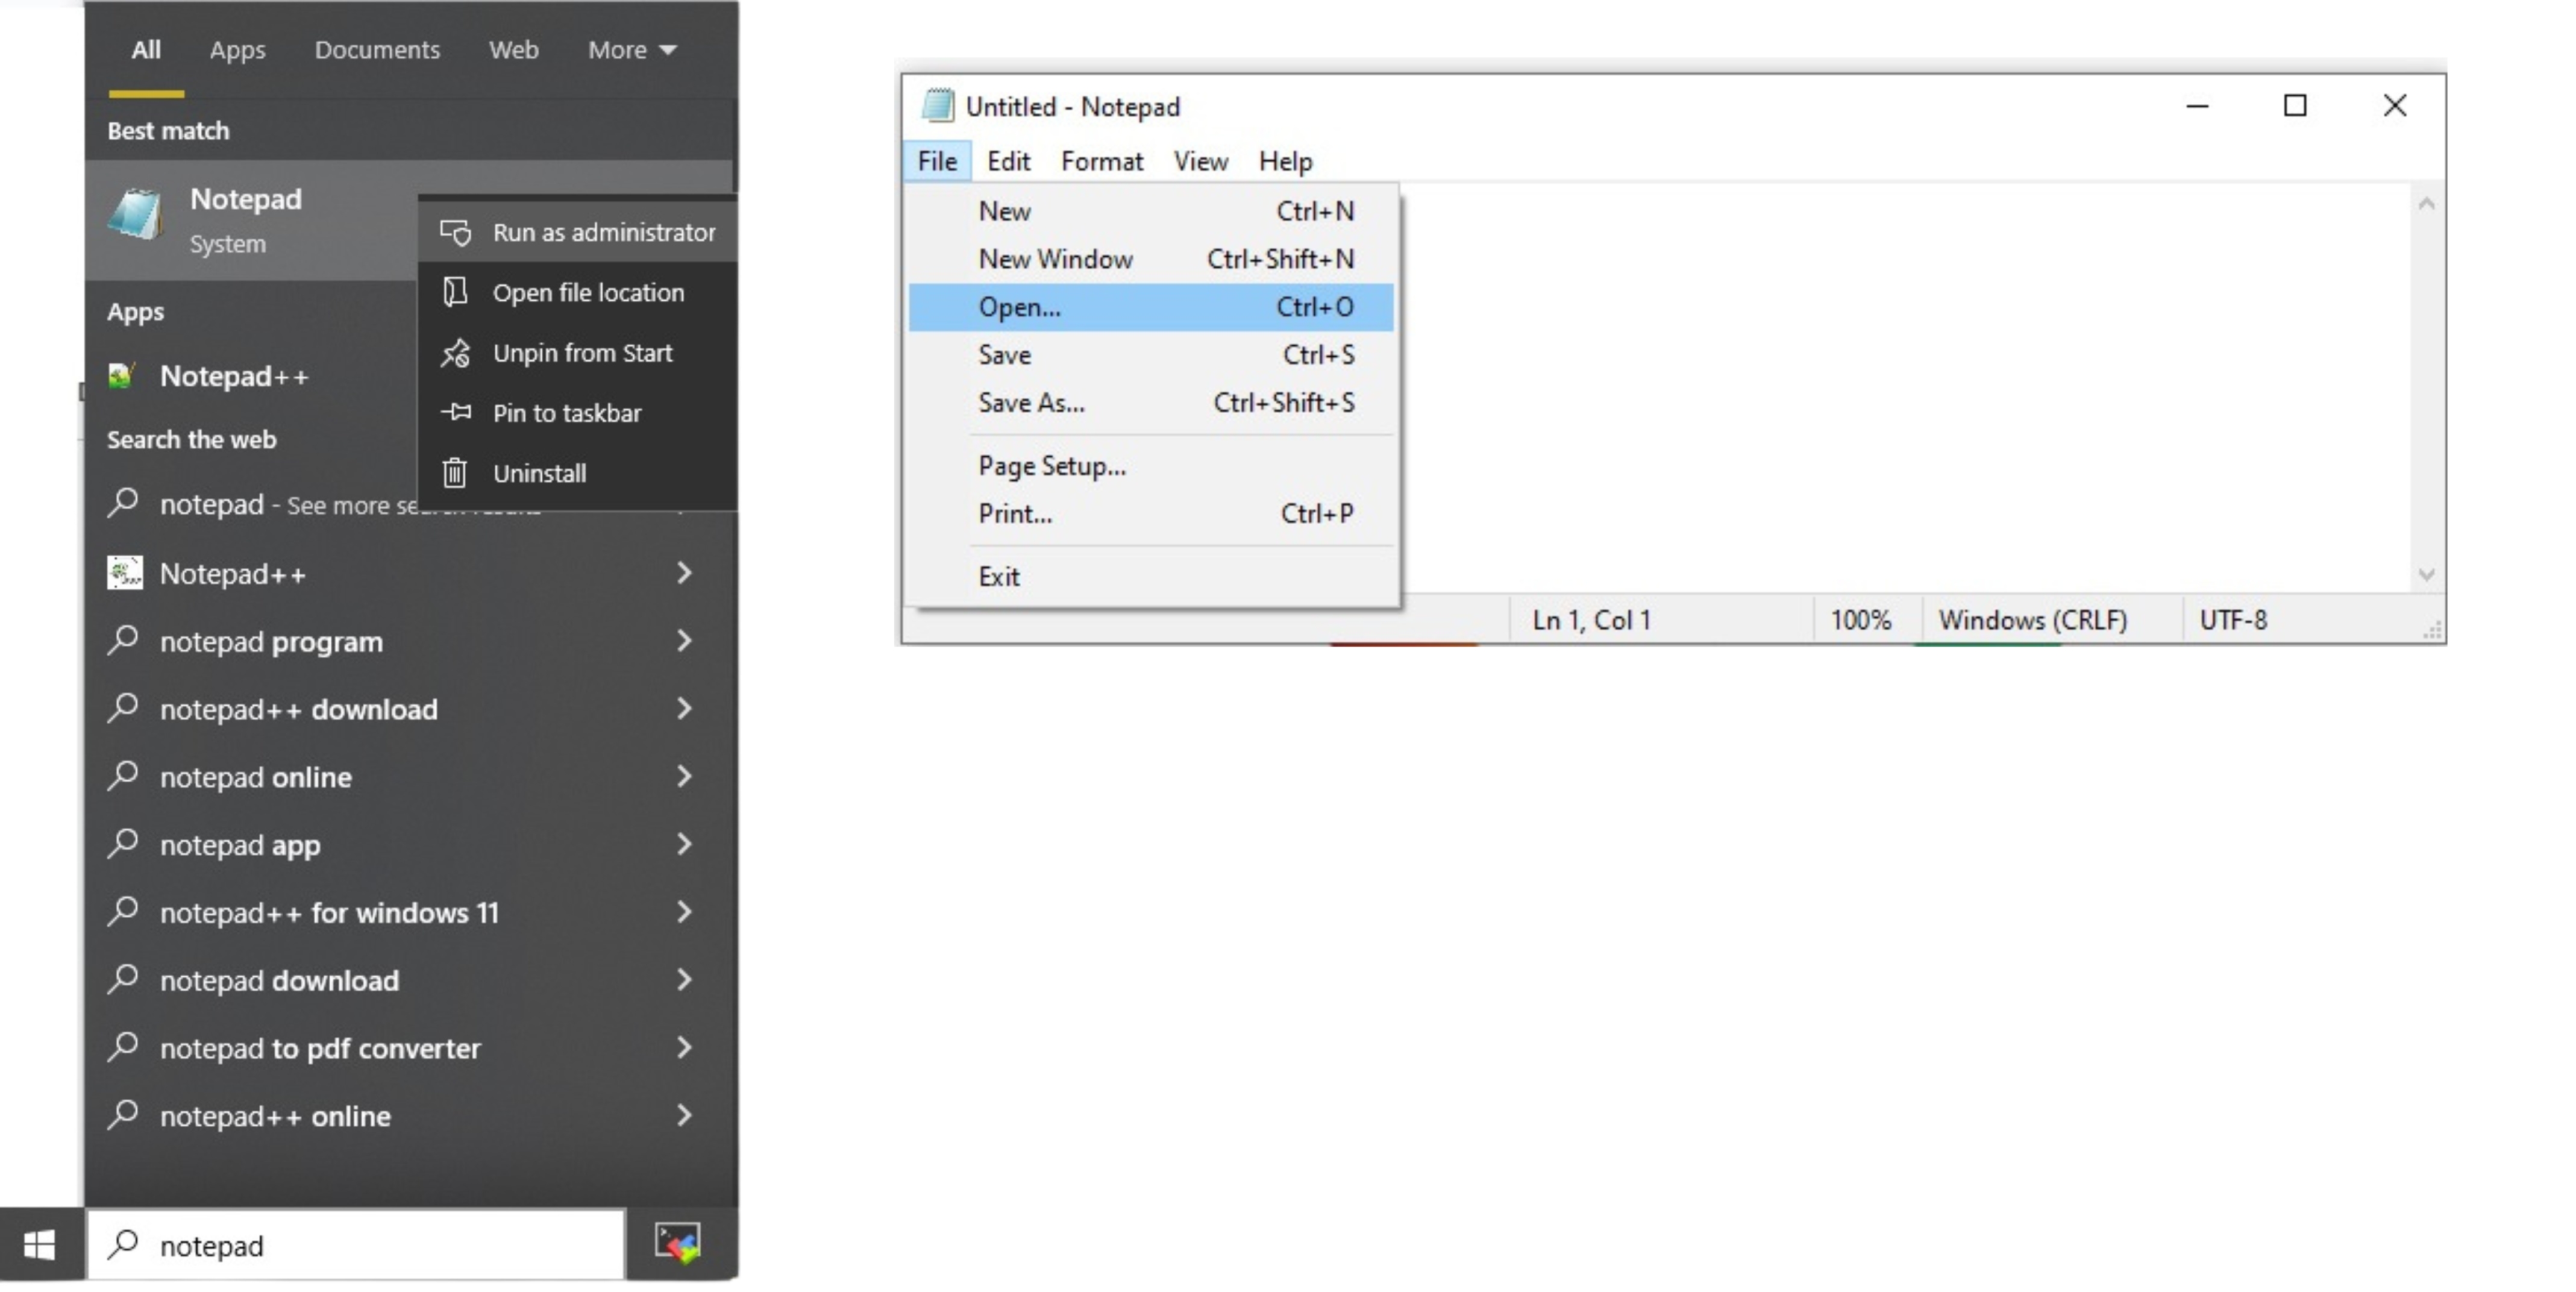 All Apps Documents Web More
Best match
Notepad
System
Run as administrator
Open file location
Unpin from Start
Pin to taskbar
Uninstall
Apps
Notepad++
Search the web
notepad - See more
Notepad++
notepad program
notepad++ download
notepad online
notepad app
notepad++ for windows 11
notepad download
notepad to pdf converter
notepad++ online
notepad
Untitled - Notepad
File Edit Format View Help
New Ctrl+N
New Window Ctrl+Shift+N
Open... Ctrl+O
Save Ctrl+S
Save As... Ctrl+Shift+S
Page Setup...
Print... Ctrl+P
Exit
Ln 1, Col 1 100% Windows (CRLF) UTF-8